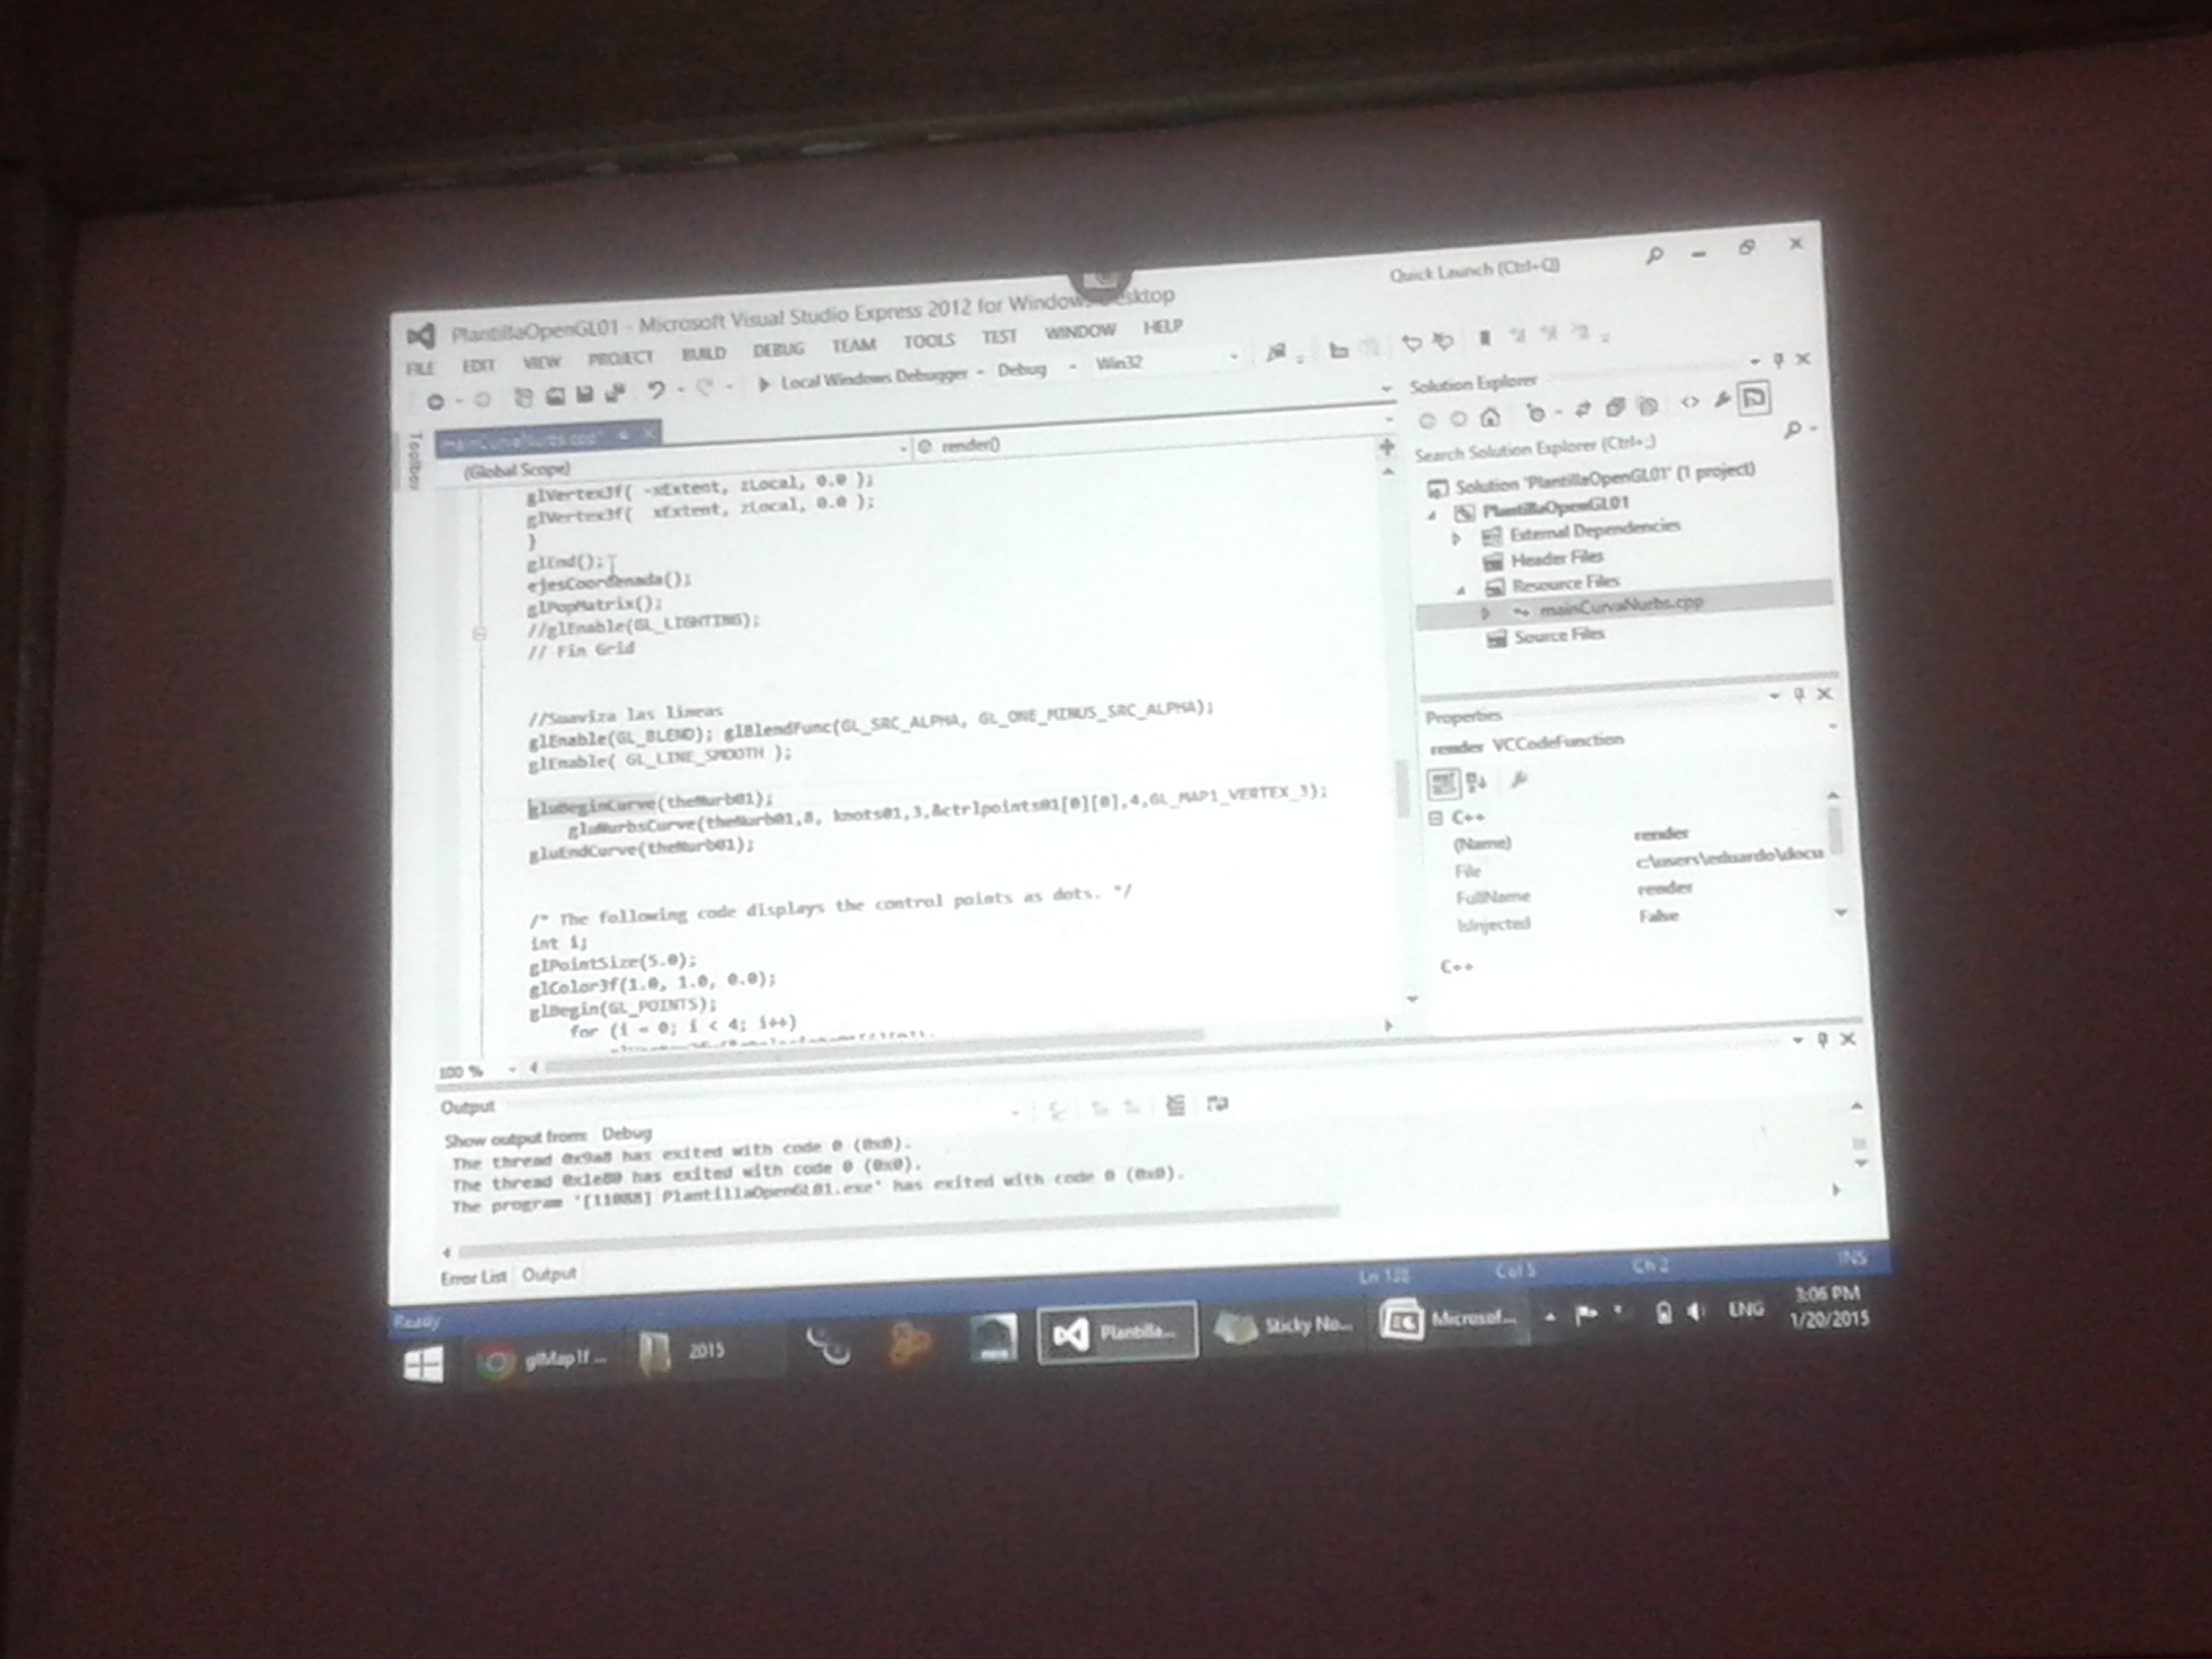 Quick Launch (Ctrl+Q)
PlantillaOpenGL01 - Microsoft Visual Studio Express 2012 for Windows Desktop
FILE EDIT VIEW PROJECT BUILD DEBUG TEAM TOOLS TEST WINDOW HELP
Local Windows Debugger Debug Win32
Toolbox
mainCurvaNurbs.cpp*
(Global Scope) render()
glVertex3f( -xExtent, zLocal, 0.0 );
glVertex3f(  xExtent, zLocal, 0.0 );
}
glEnd();
ejesCoordenada();
glPopMatrix();
//glEnable(GL_LIGHTING);
// Fin Grid
//Suaviza las lineas
glEnable(GL_BLEND); glBlendFunc(GL_SRC_ALPHA, GL_ONE_MINUS_SRC_ALPHA);
glEnable( GL_LINE_SMOOTH );
gluBeginCurve(theNurb01);
gluNurbsCurve(theNurb01,8, knots01,3,&ctrlpoints01[0][0],4,GL_MAP1_VERTEX_3);
gluEndCurve(theNurb01);
/* The following code displays the control points as dots. */
int i;
glPointSize(5.0);
glColor3f(1.0, 1.0, 0.0);
glBegin(GL_POINTS);
for (i = 0; i < 4; i++)
100 %
Solution Explorer
Search Solution Explorer (Ctrl+;)
Solution 'PlantillaOpenGL01' (1 project)
PlantillaOpenGL01
External Dependencies
Header Files
Resource Files
mainCurvaNurbs.cpp
Source Files
Properties
render VCCodeFunction
C++
(Name) render
File c:\users\eduardo\docu
FullName render
IsInjected False
C++
Output
Show output from: Debug
The thread 0x9a8 has exited with code 0 (0x0).
The thread 0x1e80 has exited with code 0 (0x0).
The program '[11088] PlantillaOpenGL01.exe' has exited with code 0 (0x0).
Error List Output
Ready Ln Col 5 Ch 2 INS
glMap1f ... 2015 Plantilla... Sticky No... Microsof... ENG 3:06 PM
1/20/2015